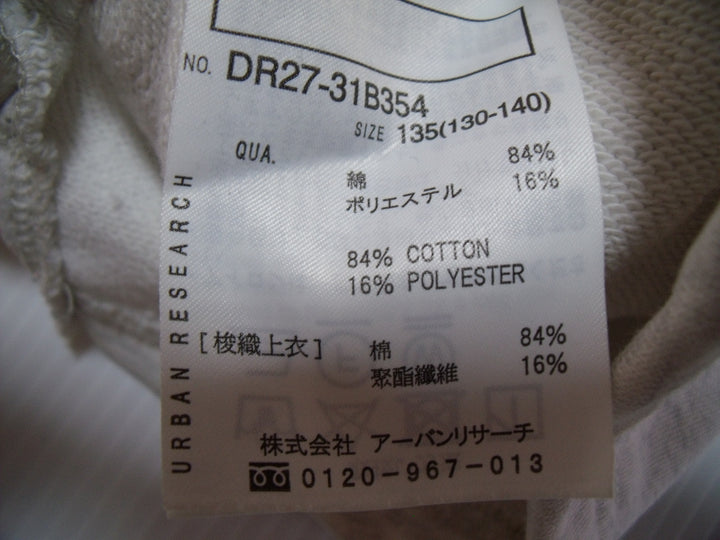 NO. DR27-31B354
SIZE 135(130-140)
QUA.
綿 84%
ポリエステル 16%
84% COTTON
16% POLYESTER
[梭織上衣] 棉 84%
聚酯纖維 16%
株式会社 アーバンリサーチ
0120-967-013
URBAN RESEARCH